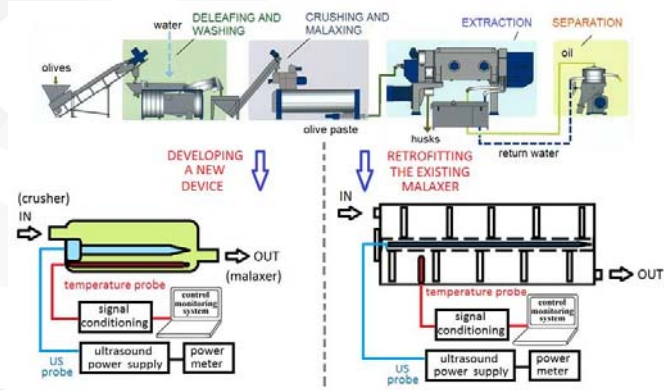 DELEAFING AND
WASHING
CRUSHING AND
MALAXING
EXTRACTION
SEPARATION
water
olives
oil
olive paste
husks
return water
DEVELOPING
A NEW
DEVICE
RETROFITTING
THE EXISTING
MALAXER
(crusher)
IN
OUT
(malaxer)
temperature probe
signal
conditioning
control
monitoring
system
US
probe
ultrasound
power supply
power
meter
IN
OUT
temperature probe
signal
conditioning
control
monitoring
system
US
probe
ultrasound
power supply
power
meter